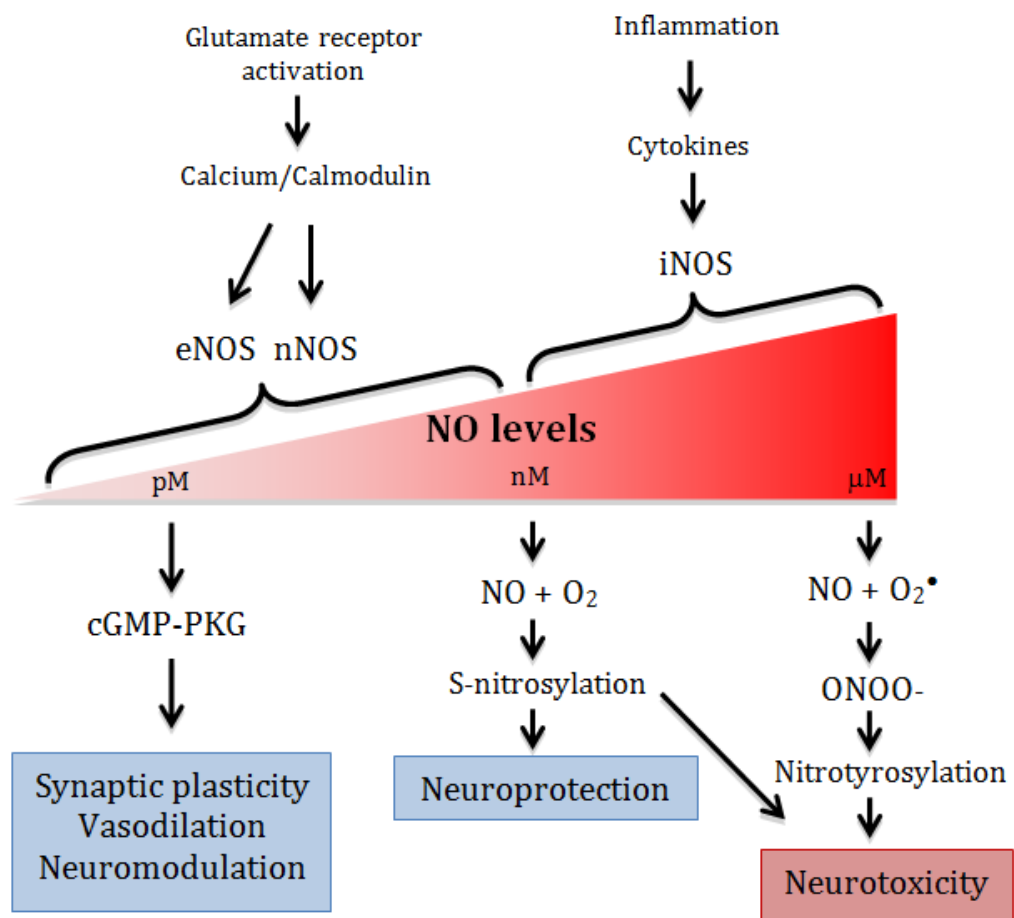 Glutamate receptor
activation
Calcium/Calmodulin
eNOS nNOS
Inflammation
Cytokines
iNOS
NO levels
pM
nM
μM
cGMP-PKG
Synaptic plasticity
Vasodilation
Neuromodulation
NO + O₂
S-nitrosylation
Neuroprotection
NO + O₂•
ONOO-
Nitrotyrosylation
Neurotoxicity